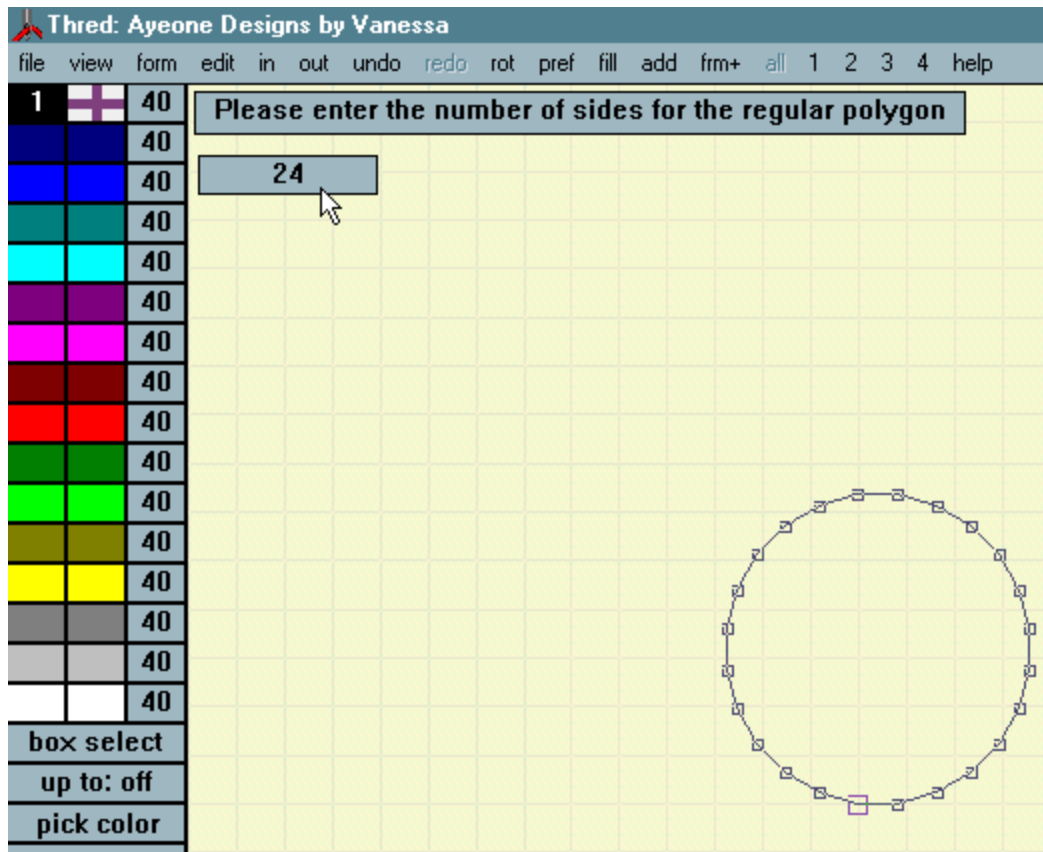 Thred: Ayeone Designs by Vanessa
file view form edit in out undo redo rot pref fill add frm+ all 1 2 3 4 help
1 40 Please enter the number of sides for the regular polygon
40
40 24
40
40
40
40
40
40
40
40
40
40
40
40
40
box select
up to: off
pick color